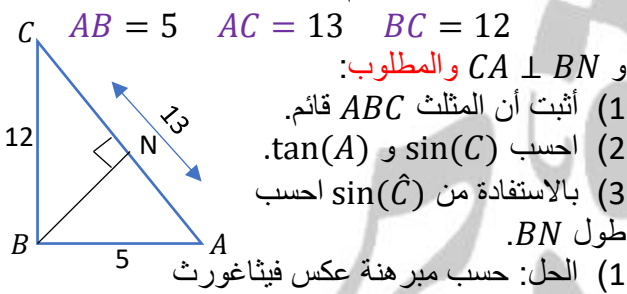 AB = 5   AC = 13   BC = 12
و CA ⊥ BN والمطلوب:
1) أثبت أن المثلث ABC قائم.
2) احسب sin(C) و tan(A).
3) بالاستفادة من sin(Ĉ) احسب
طول BN.
1) الحل: حسب مبرهنة عكس فيثاغورث
C
12
13
N
B
5
A